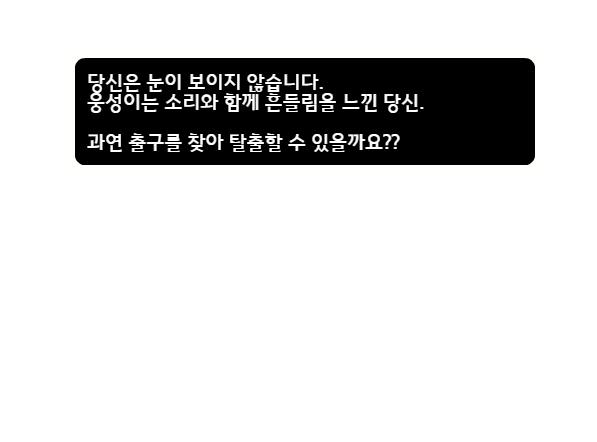 당신은 눈이 보이지 않습니다.
웅성이는 소리와 함께 흔들림을 느낀 당신.
과연 출구를 찾아 탈출할 수 있을까요??